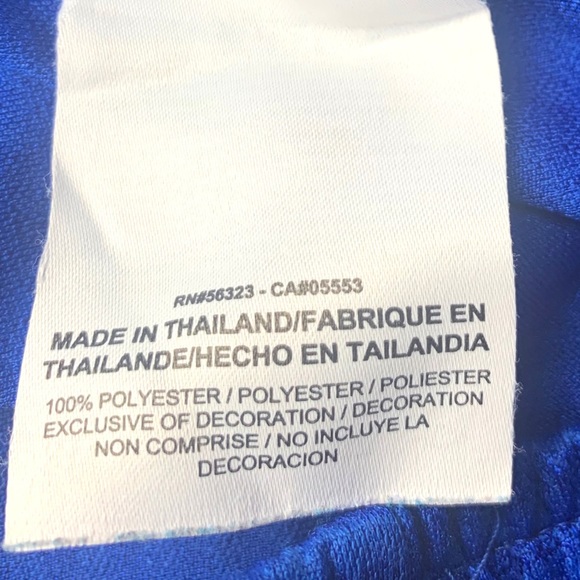 RN#56323 - CA#05553
MADE IN THAILAND/FABRIQUE EN
THAILANDE/HECHO EN TAILANDIA
100% POLYESTER / POLYESTER / POLIESTER
EXCLUSIVE OF DECORATION / DECORATION
NON COMPRISE / NO INCLUYE LA
DECORACION